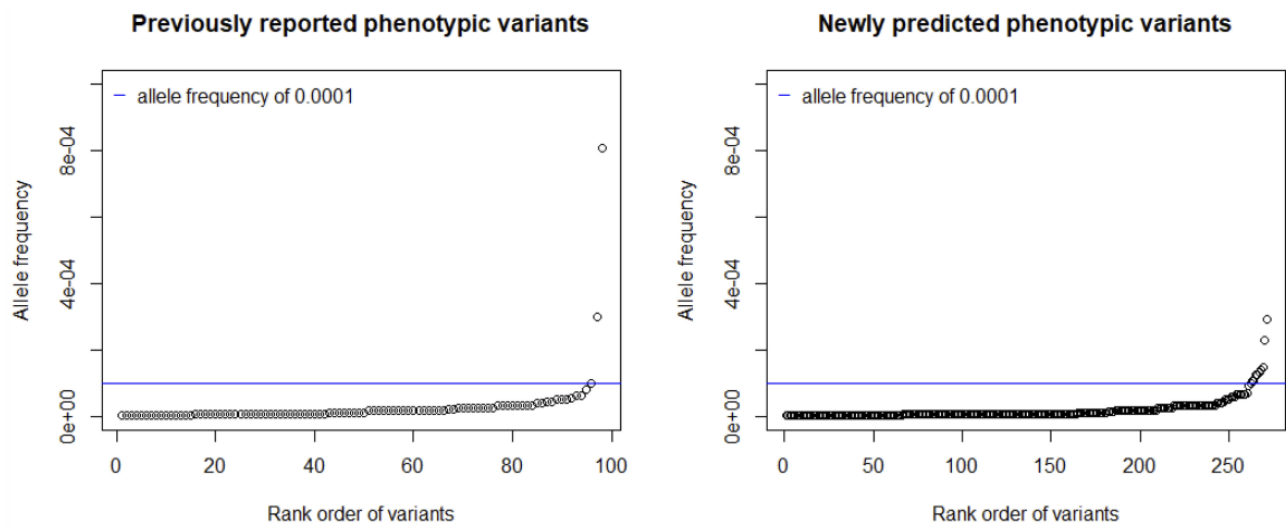 Previously reported phenotypic variants
— allele frequency of 0.0001
Allele frequency
8e-04
4e-04
0e+00
0 20 40 60 80 100
Rank order of variants
Newly predicted phenotypic variants
— allele frequency of 0.0001
Allele frequency
8e-04
4e-04
0e+00
0 50 100 150 200 250
Rank order of variants